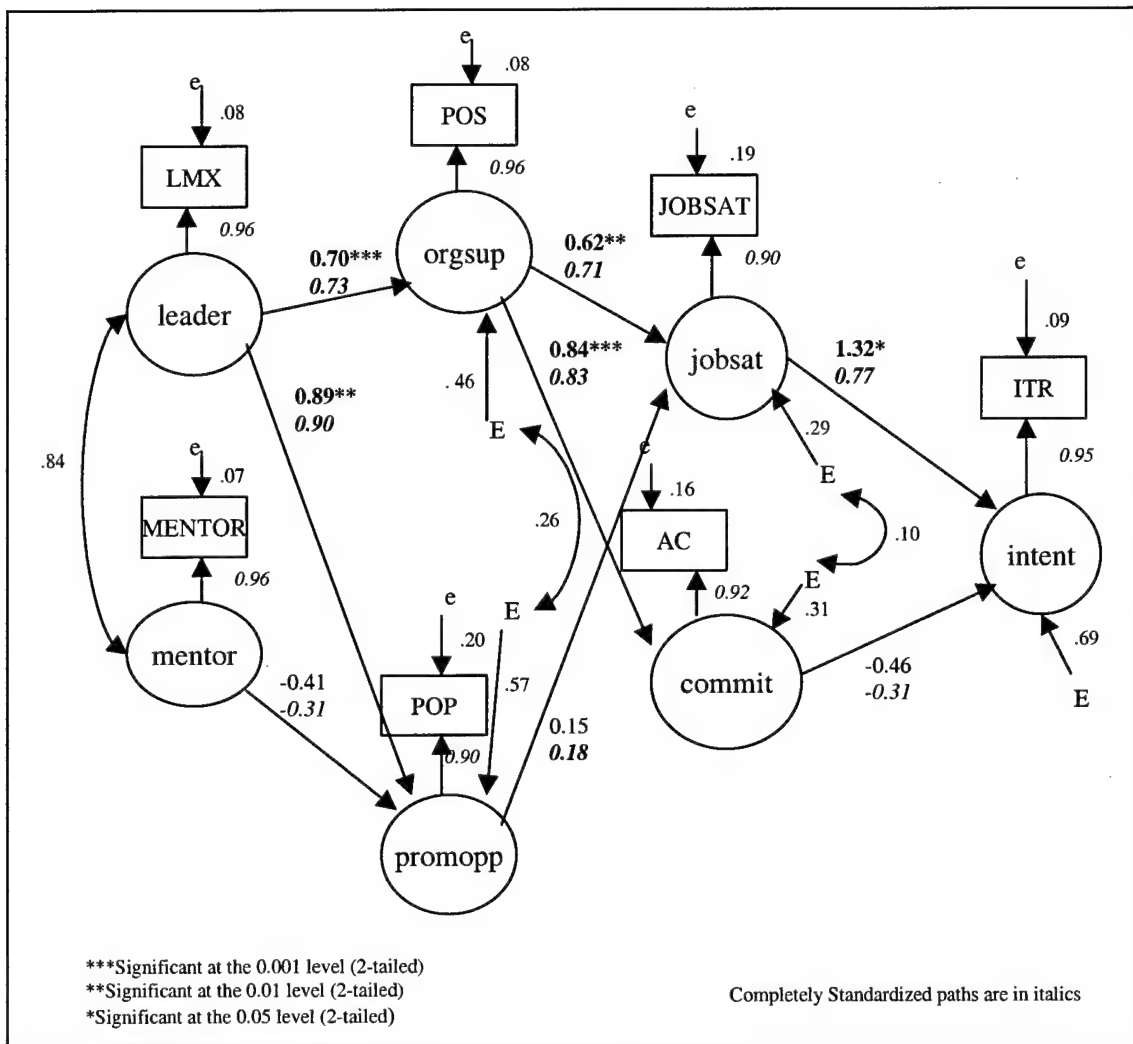 e
.08
POS
0.96
e
.08
LMX
0.96
e
.19
JOBSAT
0.90
orgsup
0.70***
0.73
0.62**
0.71
leader
jobsat
e
.09
ITR
0.95
0.84***
0.83
1.32*
0.77
.46
E
0.89**
0.90
.29
E
.84
e
.07
MENTOR
0.96
e
.16
AC
0.92
.26
.10
intent
E
.31
E
.57
mentor
e
.20
POP
0.90
commit
-0.46
-0.31
.69
E
-0.41
-0.31
0.15
0.18
promopp
***Significant at the 0.001 level (2-tailed)
**Significant at the 0.01 level (2-tailed)
*Significant at the 0.05 level (2-tailed)
Completely Standardized paths are in italics